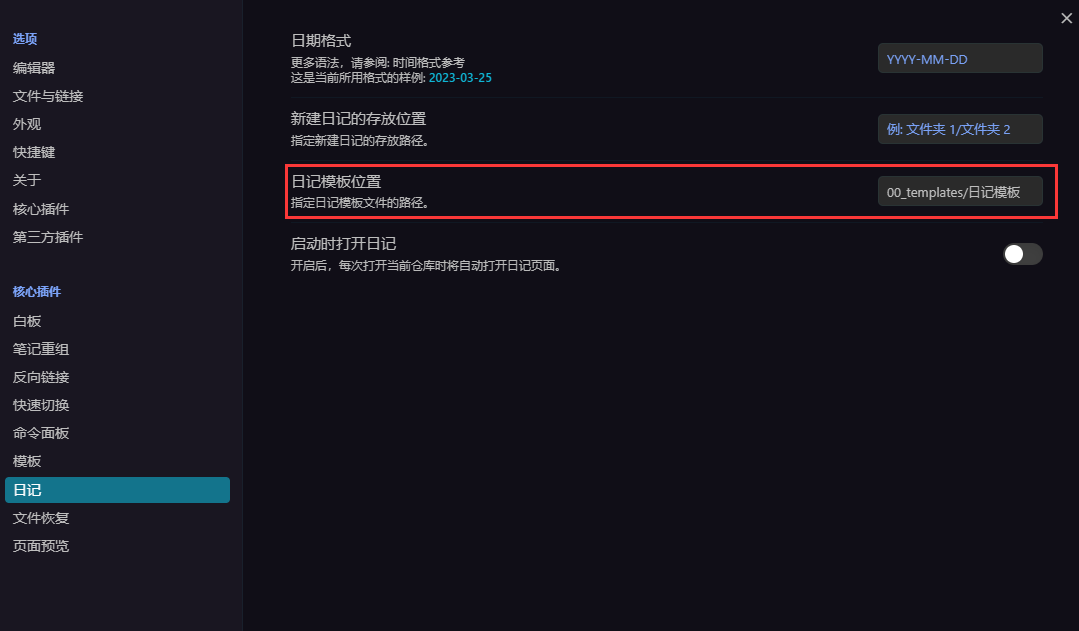 选项
编辑器
文件与链接
外观
快捷键
关于
核心插件
第三方插件
核心插件
白板
笔记重组
反向链接
快速切换
命令面板
模板
日记
文件恢复
页面预览
日期格式
更多语法，请参阅: 时间格式参考
这是当前所用格式的样例: 2023-03-25
YYYY-MM-DD
新建日记的存放位置
指定新建日记的存放路径。
例: 文件夹 1/文件夹 2
日记模板位置
指定日记模板文件的路径。
00_templates/日记模板
启动时打开日记
开启后，每次打开当前仓库时将自动打开日记页面。